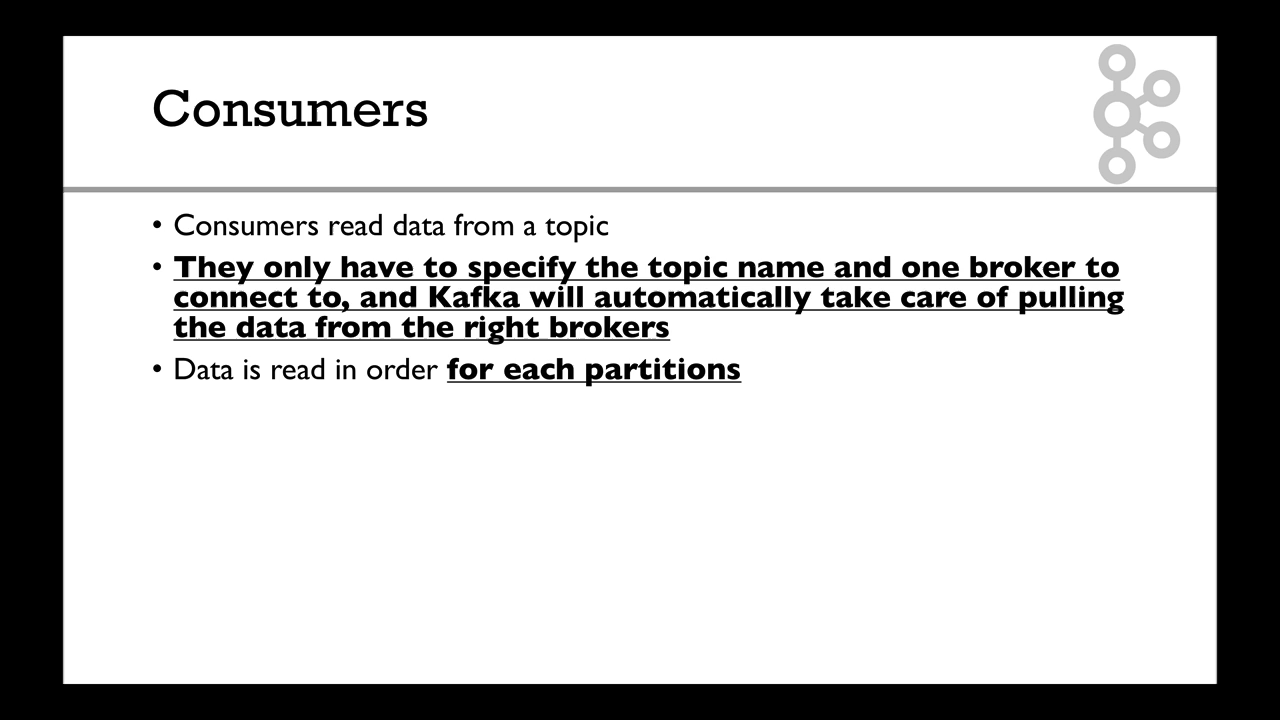 Consumers
• Consumers read data from a topic
• They only have to specify the topic name and one broker to
connect to, and Kafka will automatically take care of pulling
the data from the right brokers
• Data is read in order for each partitions